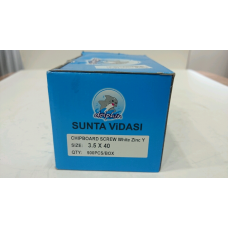 SUNTA ViDASI
CHIPBOARD SCREW White Zinc Y
SIZE: 3.5 X 40
QTY: 500PCS/BOX